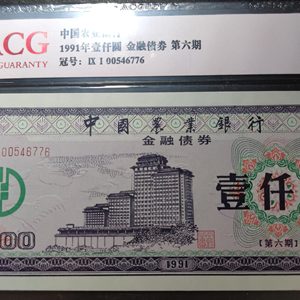 ACG
GUARANTY
中国农业银行
1991年壹仟圆 金融债券 第六期
冠号: IX I 00546776
中國農業銀行
金融债券
00546776
壹仟
00
1991
【第六期】